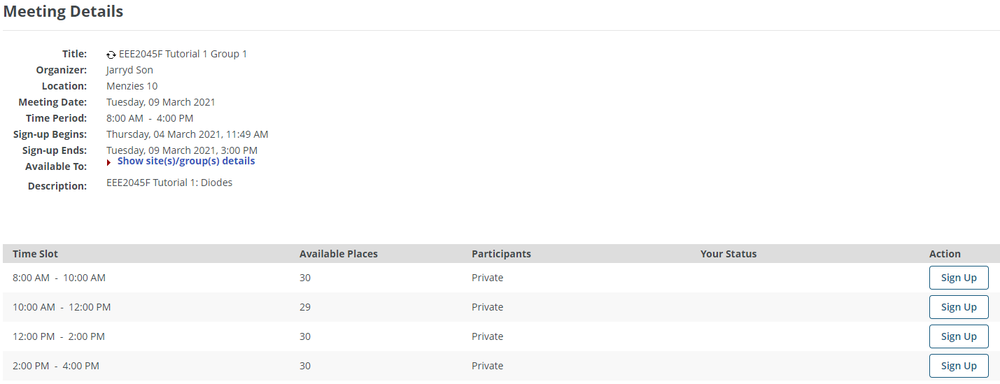 Meeting Details
Title: EEE2045F Tutorial 1 Group 1
Organizer: Jarryd Son
Location: Menzies 10
Meeting Date: Tuesday, 09 March 2021
Time Period: 8:00 AM - 4:00 PM
Sign-up Begins: Thursday, 04 March 2021, 11:49 AM
Sign-up Ends: Tuesday, 09 March 2021, 3:00 PM
Available To: Show site(s)/group(s) details
Description: EEE2045F Tutorial 1: Diodes
Time Slot Available Places Participants Your Status Action
8:00 AM - 10:00 AM 30 Private Sign Up
10:00 AM - 12:00 PM 29 Private Sign Up
12:00 PM - 2:00 PM 30 Private Sign Up
2:00 PM - 4:00 PM 30 Private Sign Up